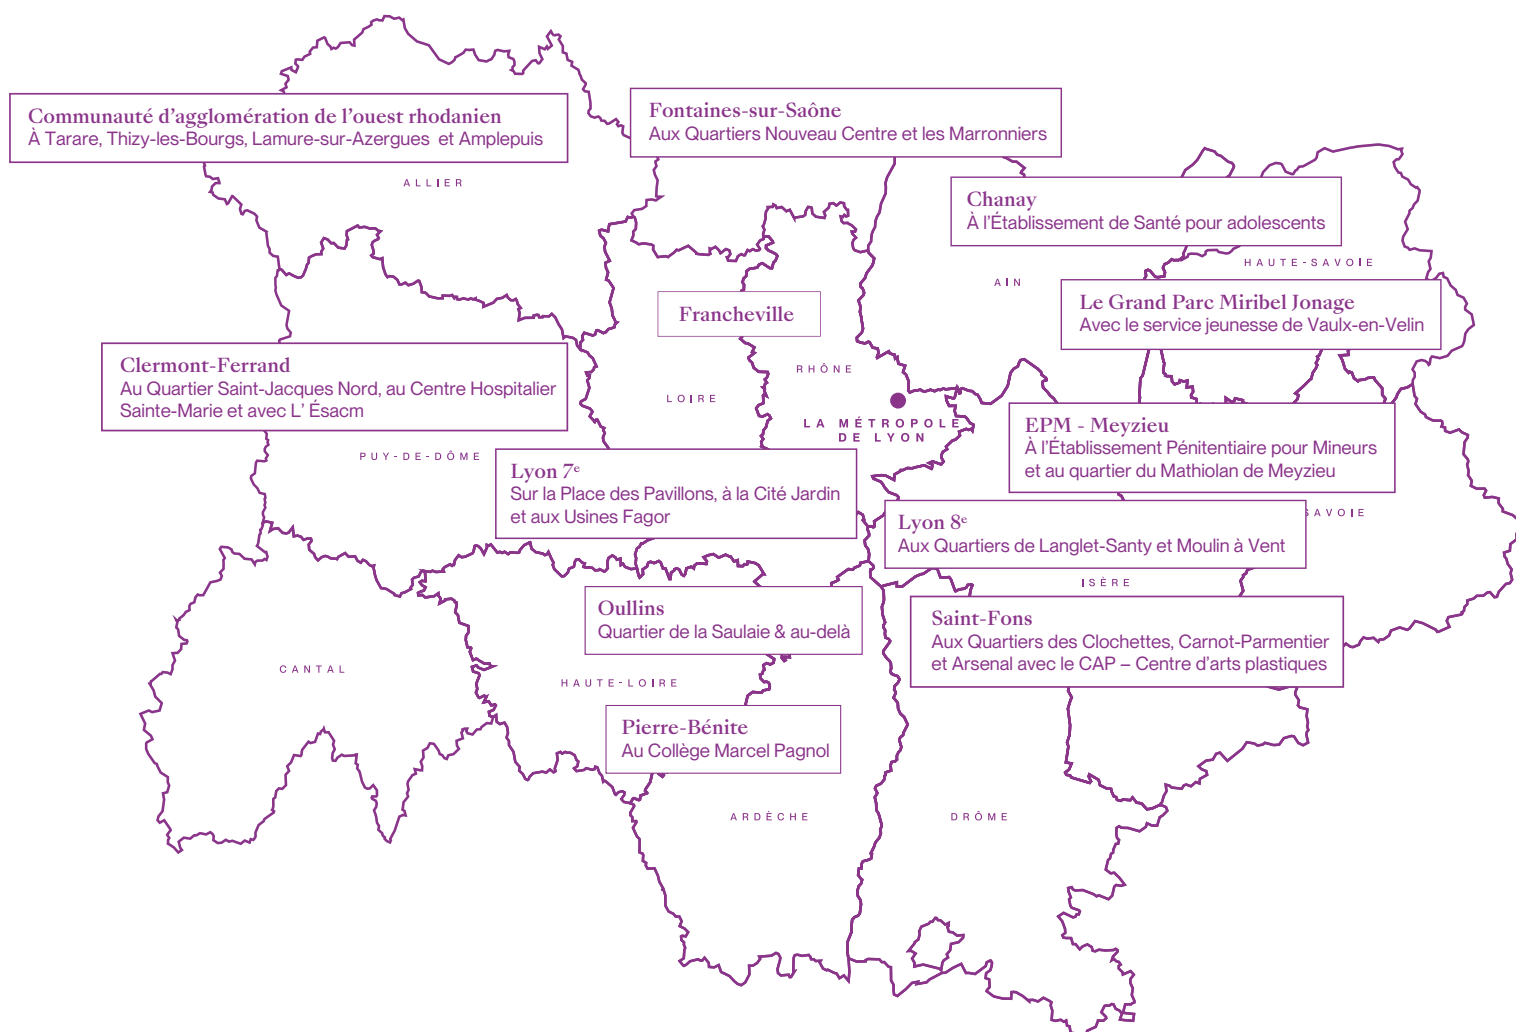 Communauté d'agglomération de l'ouest rhodanien
À Tarare, Thizy-les-Bourgs, Lamure-sur-Azergues et Amplepuis
Fontaines-sur-Saône
Aux Quartiers Nouveau Centre et les Marronniers
ALLIER
Chanay
À l'Établissement de Santé pour adolescents
HAUTE-SAVOIE
AIN
Le Grand Parc Miribel Jonage
Avec le service jeunesse de Vaulx-en-Velin
Francheville
Clermont-Ferrand
Au Quartier Saint-Jacques Nord, au Centre Hospitalier
Sainte-Marie et avec L' Ésacm
RHÔNE
LOIRE
LA MÉTROPOLE
DE LYON
EPM - Meyzieu
À l'Établissement Pénitentiaire pour Mineurs
et au quartier du Mathiolan de Meyzieu
PUY-DE-DÔME
Lyon 7e
Sur la Place des Pavillons, à la Cité Jardin
et aux Usines Fagor
SAVOIE
Lyon 8e
Aux Quartiers de Langlet-Santy et Moulin à Vent
ISÈRE
Oullins
Quartier de la Saulaie & au-delà
Saint-Fons
Aux Quartiers des Clochettes, Carnot-Parmentier
et Arsenal avec le CAP – Centre d'arts plastiques
CANTAL
HAUTE-LOIRE
Pierre-Bénite
Au Collège Marcel Pagnol
ARDÈCHE
DRÔME